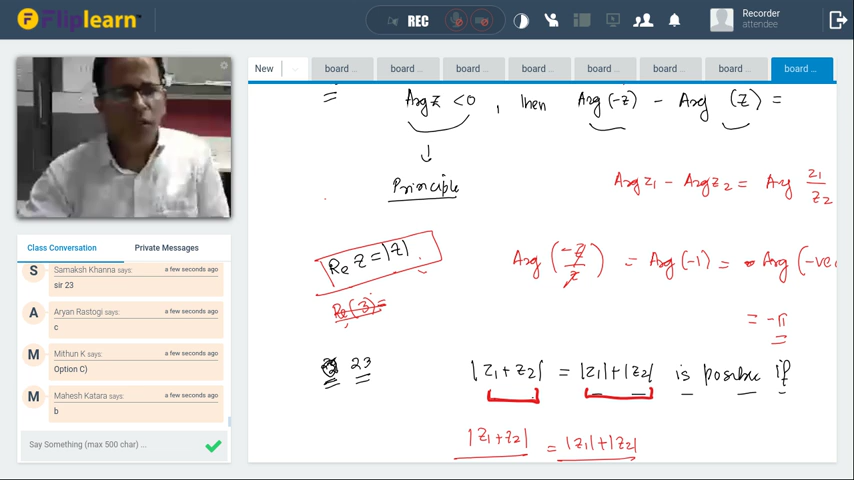 Fliplearn
REC
Recorder
attendee
New
board ...
board ...
board ...
board ...
board ...
board ...
board ...
board ...
Arg z < 0 , then Arg (-z) - Arg (z) =
Principle
Arg z1 - Arg z2 = Arg z1/z2
Re z = |z|
Re (3) =
Arg (-z/z) = Arg (-1) = Arg (-ve
= -π
23
|z1 + z2| = |z1| + |z2| is possible if
|z1 + z2| = |z1| + |z2|
Class Conversation
Private Messages
S
Samaksh Khanna says:
a few seconds ago
sir 23
A
Aryan Rastogi says:
a few seconds ago
c
M
Mithun K says:
a few seconds ago
Option C)
M
Mahesh Katara says:
a few seconds ago
b
Say Something (max 500 char) ...